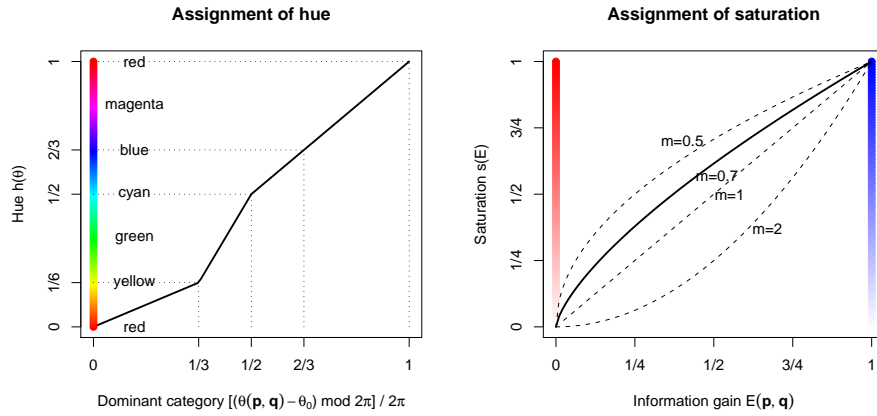 Assignment of hue
Hue h(θ)
1
2/3
1/2
1/6
0
red
magenta
blue
cyan
green
yellow
red
0
1/3
1/2
2/3
1
Dominant category [(θ(p, q) − θ0) mod 2π] / 2π
Assignment of saturation
Saturation s(E)
1
3/4
1/2
1/4
0
m=0.5
m=0.7
m=1
m=2
0
1/4
1/2
3/4
1
Information gain E(p, q)